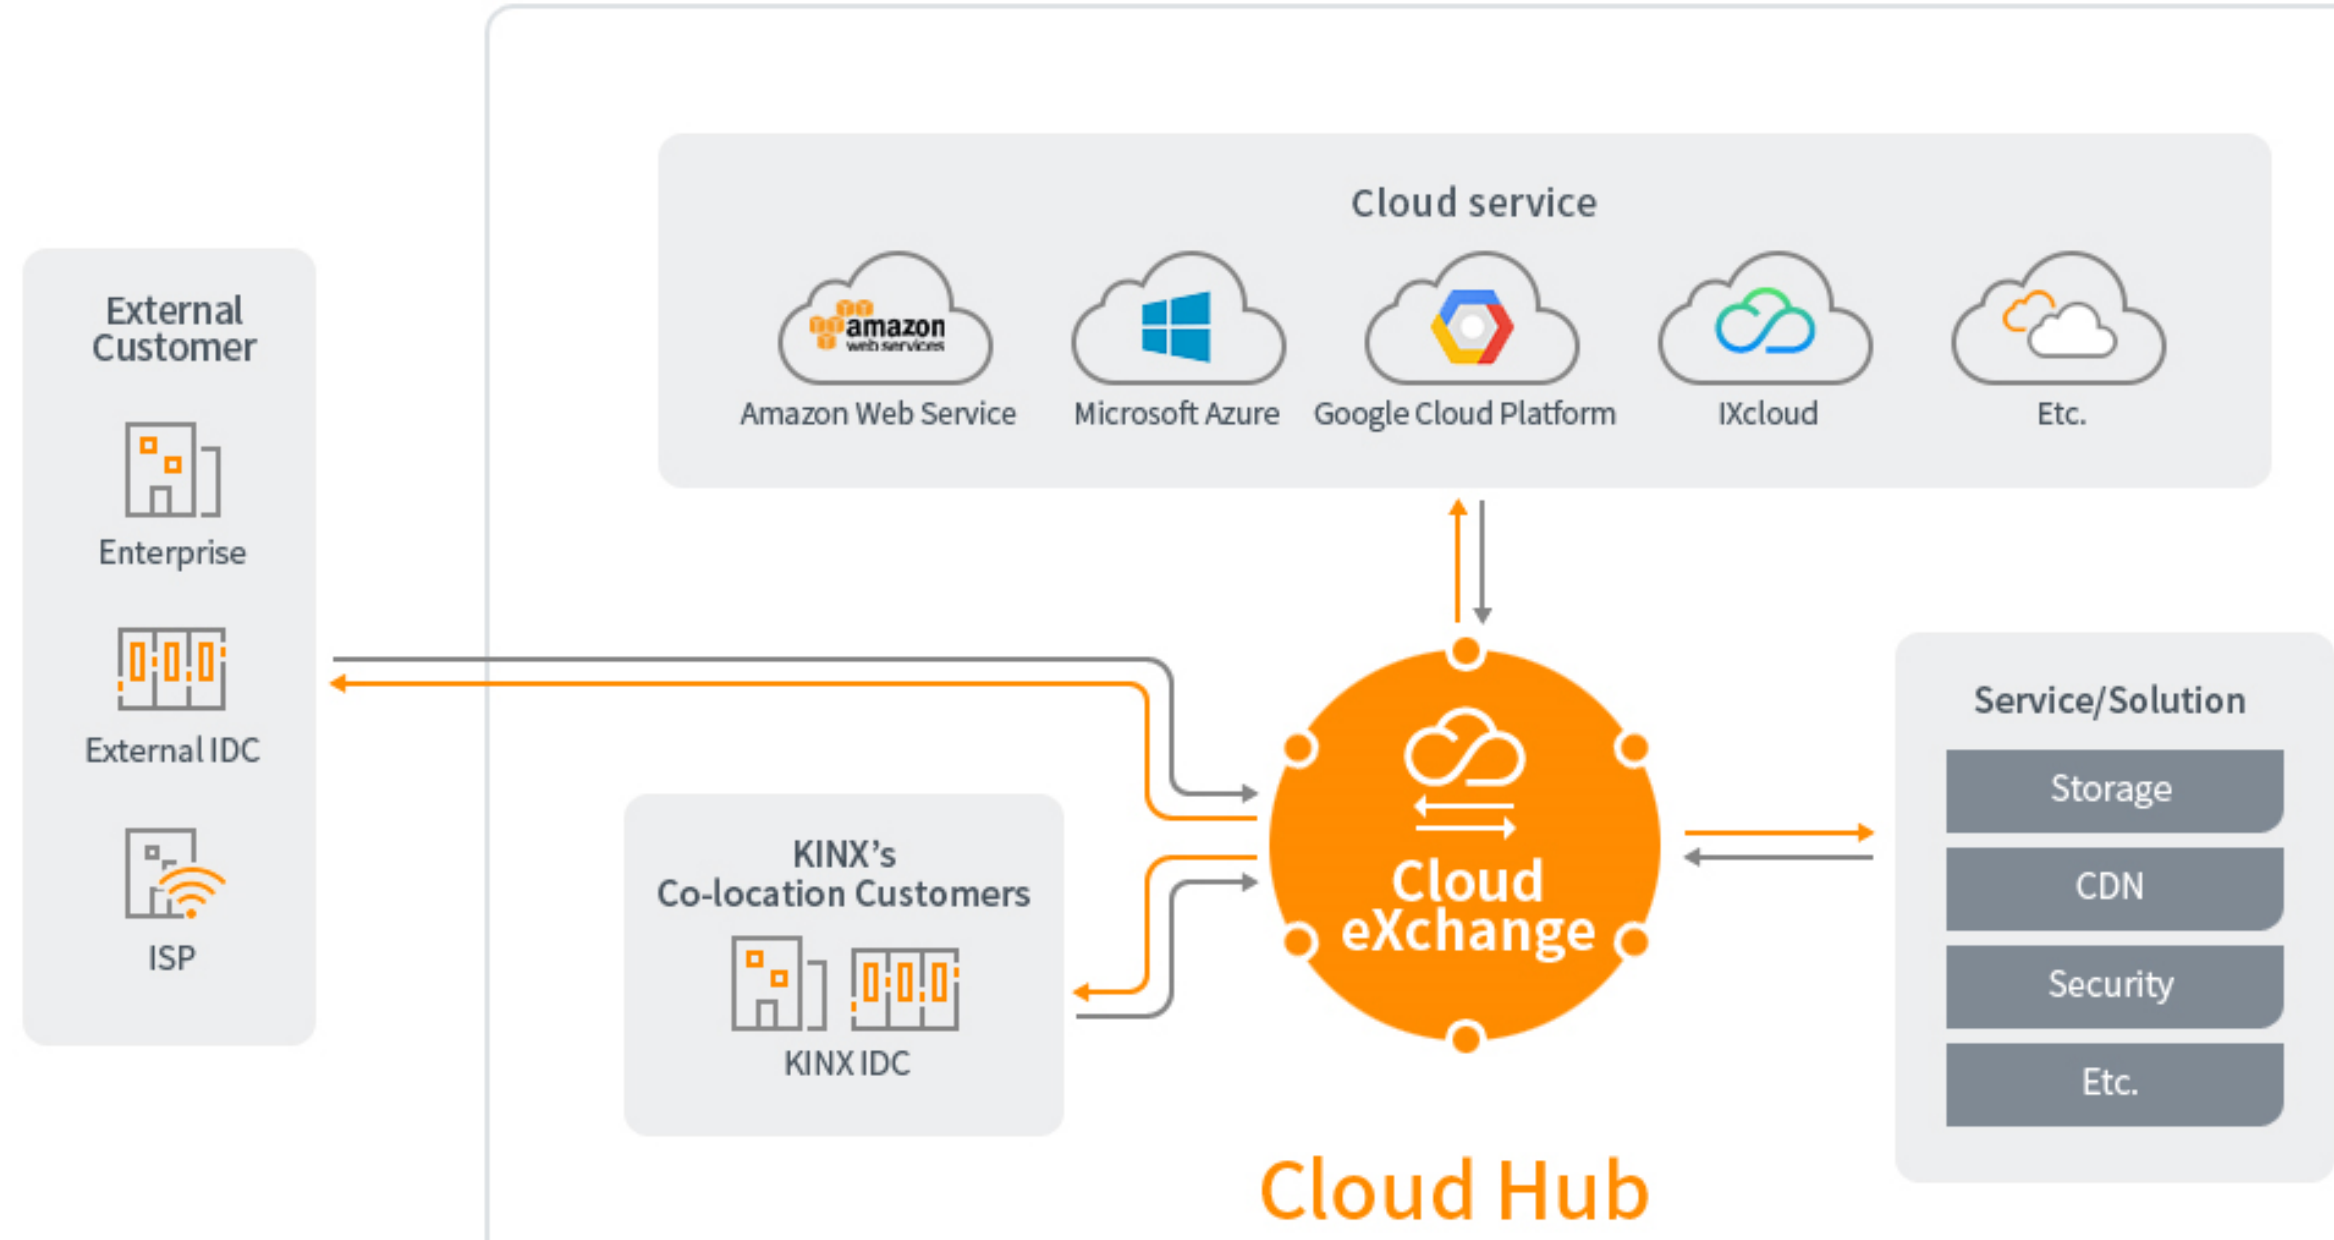 Cloud service
amazon
web services
Amazon Web Service
Microsoft Azure
Google Cloud Platform
IXcloud
Etc.
External
Customer
Enterprise
External IDC
ISP
KINX’s
Co-location Customers
KINX IDC
Cloud
eXchange
Service/Solution
Storage
CDN
Security
Etc.
Cloud Hub